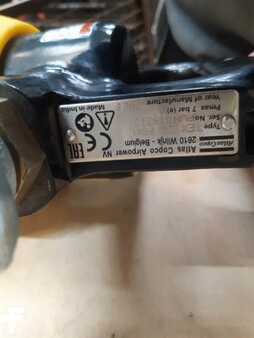 Atlas Copco
Atlas Copco Airpower NV
2610 Wilrijk - Belgium
Type
Ser No
Pmax 7 bar (e)
Year of Manufacture
CE
EAC
Made in India